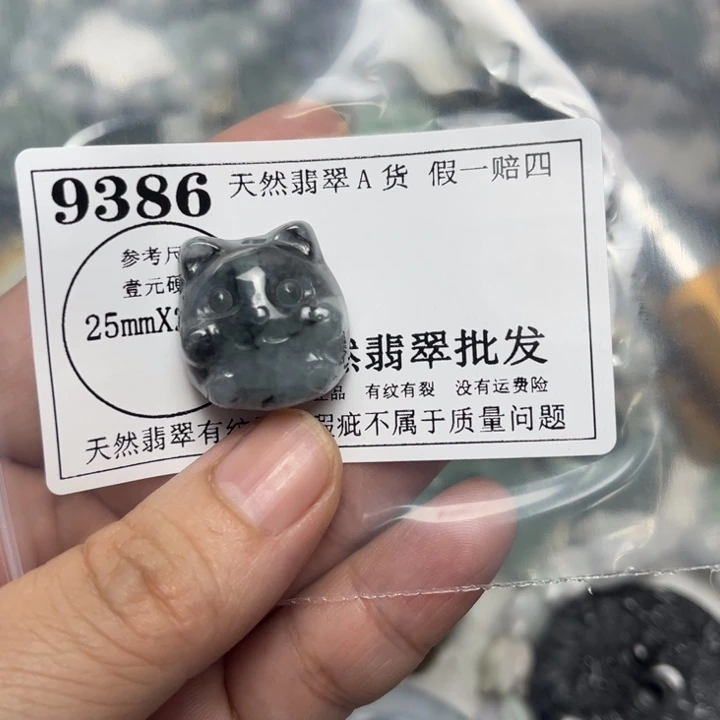 9386 天然翡翠A货 假一赔四
参考尺
壹元硬
25mmX2
然翡翠批发
品 有纹有裂 没有运费险
天然翡翠有纹 瑕疵不属于质量问题